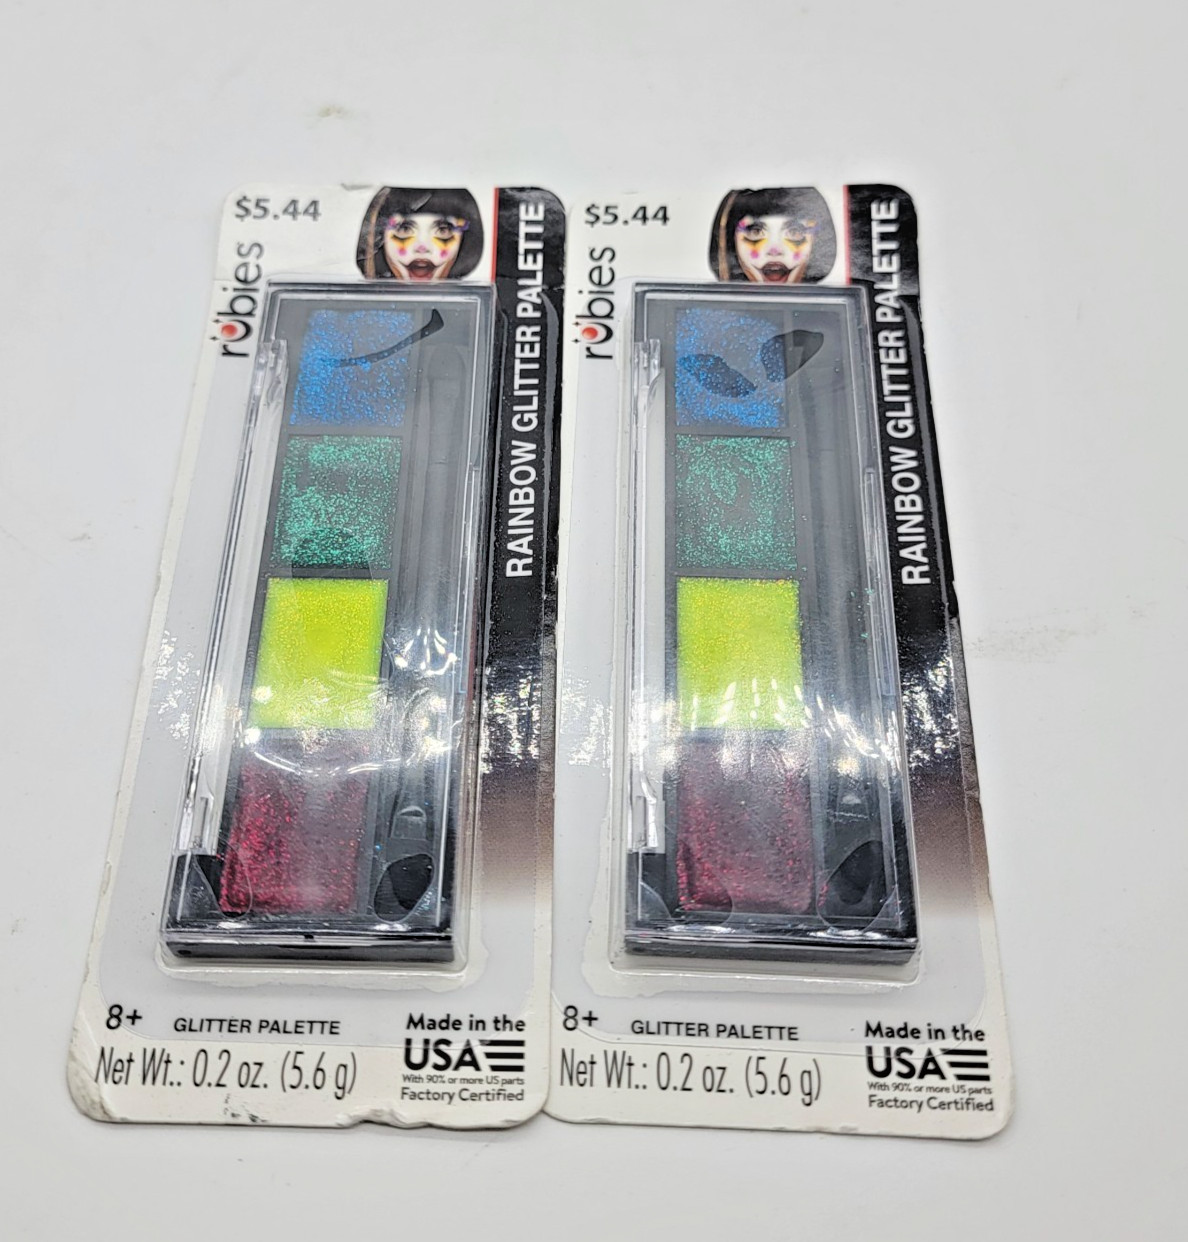 $5.44
rubies
RAINBOW GLITTER PALETTE
8+
GLITTER PALETTE
Net Wt.: 0.2 oz. (5.6 g)
Made in the
USA
With 90% or more US parts
Factory Certified
$5.44
rubies
RAINBOW GLITTER PALETTE
8+
GLITTER PALETTE
Net Wt.: 0.2 oz. (5.6 g)
Made in the
USA
With 90% or more US parts
Factory Certified